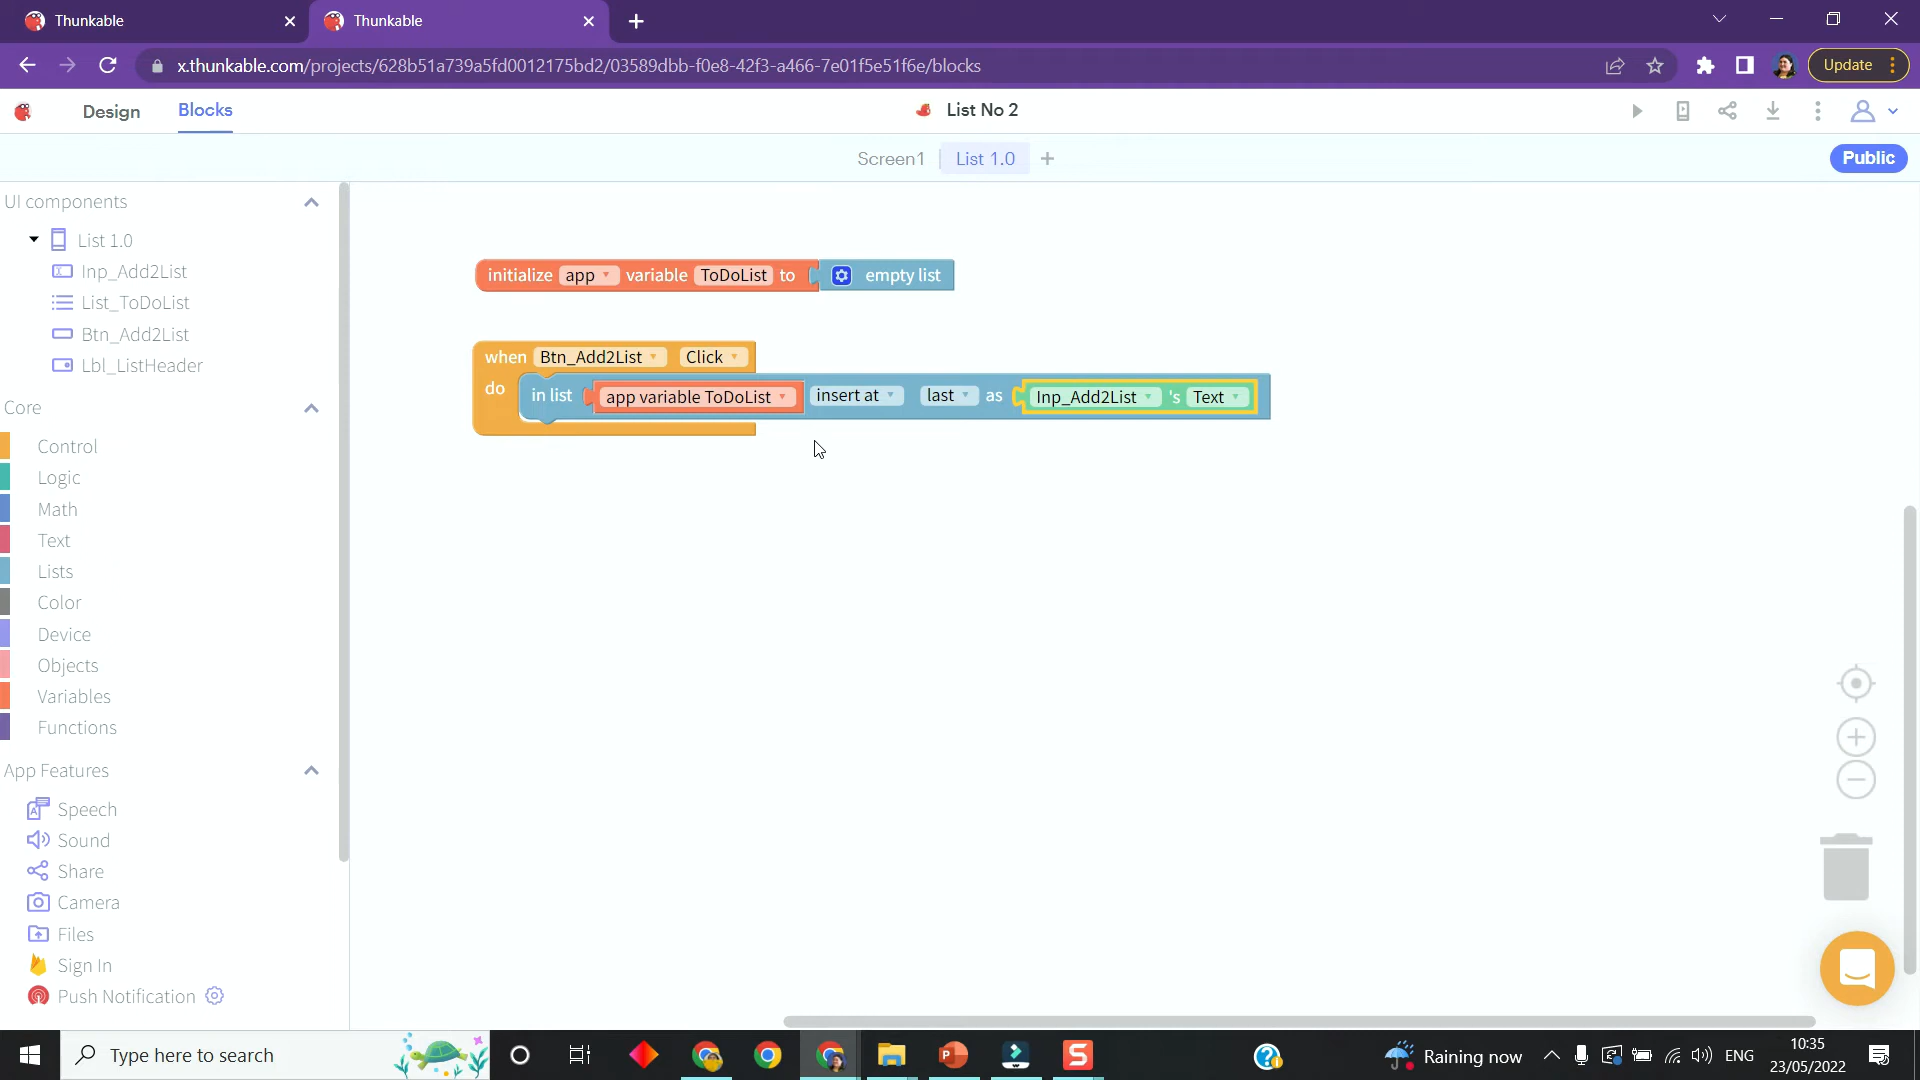 Thunkable
Thunkable
x.thunkable.com/projects/628b51a739a5fd0012175bd2/03589dbb-f0e8-42f3-a466-7e01f5e51f6e/blocks
Update
Design
Blocks
List No 2
Screen1
List 1.0
Public
UI components
List 1.0
Inp_Add2List
List_ToDoList
Btn_Add2List
Lbl_ListHeader
Core
Control
Logic
Math
Text
Lists
Color
Device
Objects
Variables
Functions
App Features
Speech
Sound
Share
Camera
Files
Sign In
Push Notification
initialize app variable ToDoList to empty list
when Btn_Add2List Click
do in list app variable ToDoList insert at last as Inp_Add2List 's Text
Type here to search
Raining now
ENG
10:35
23/05/2022